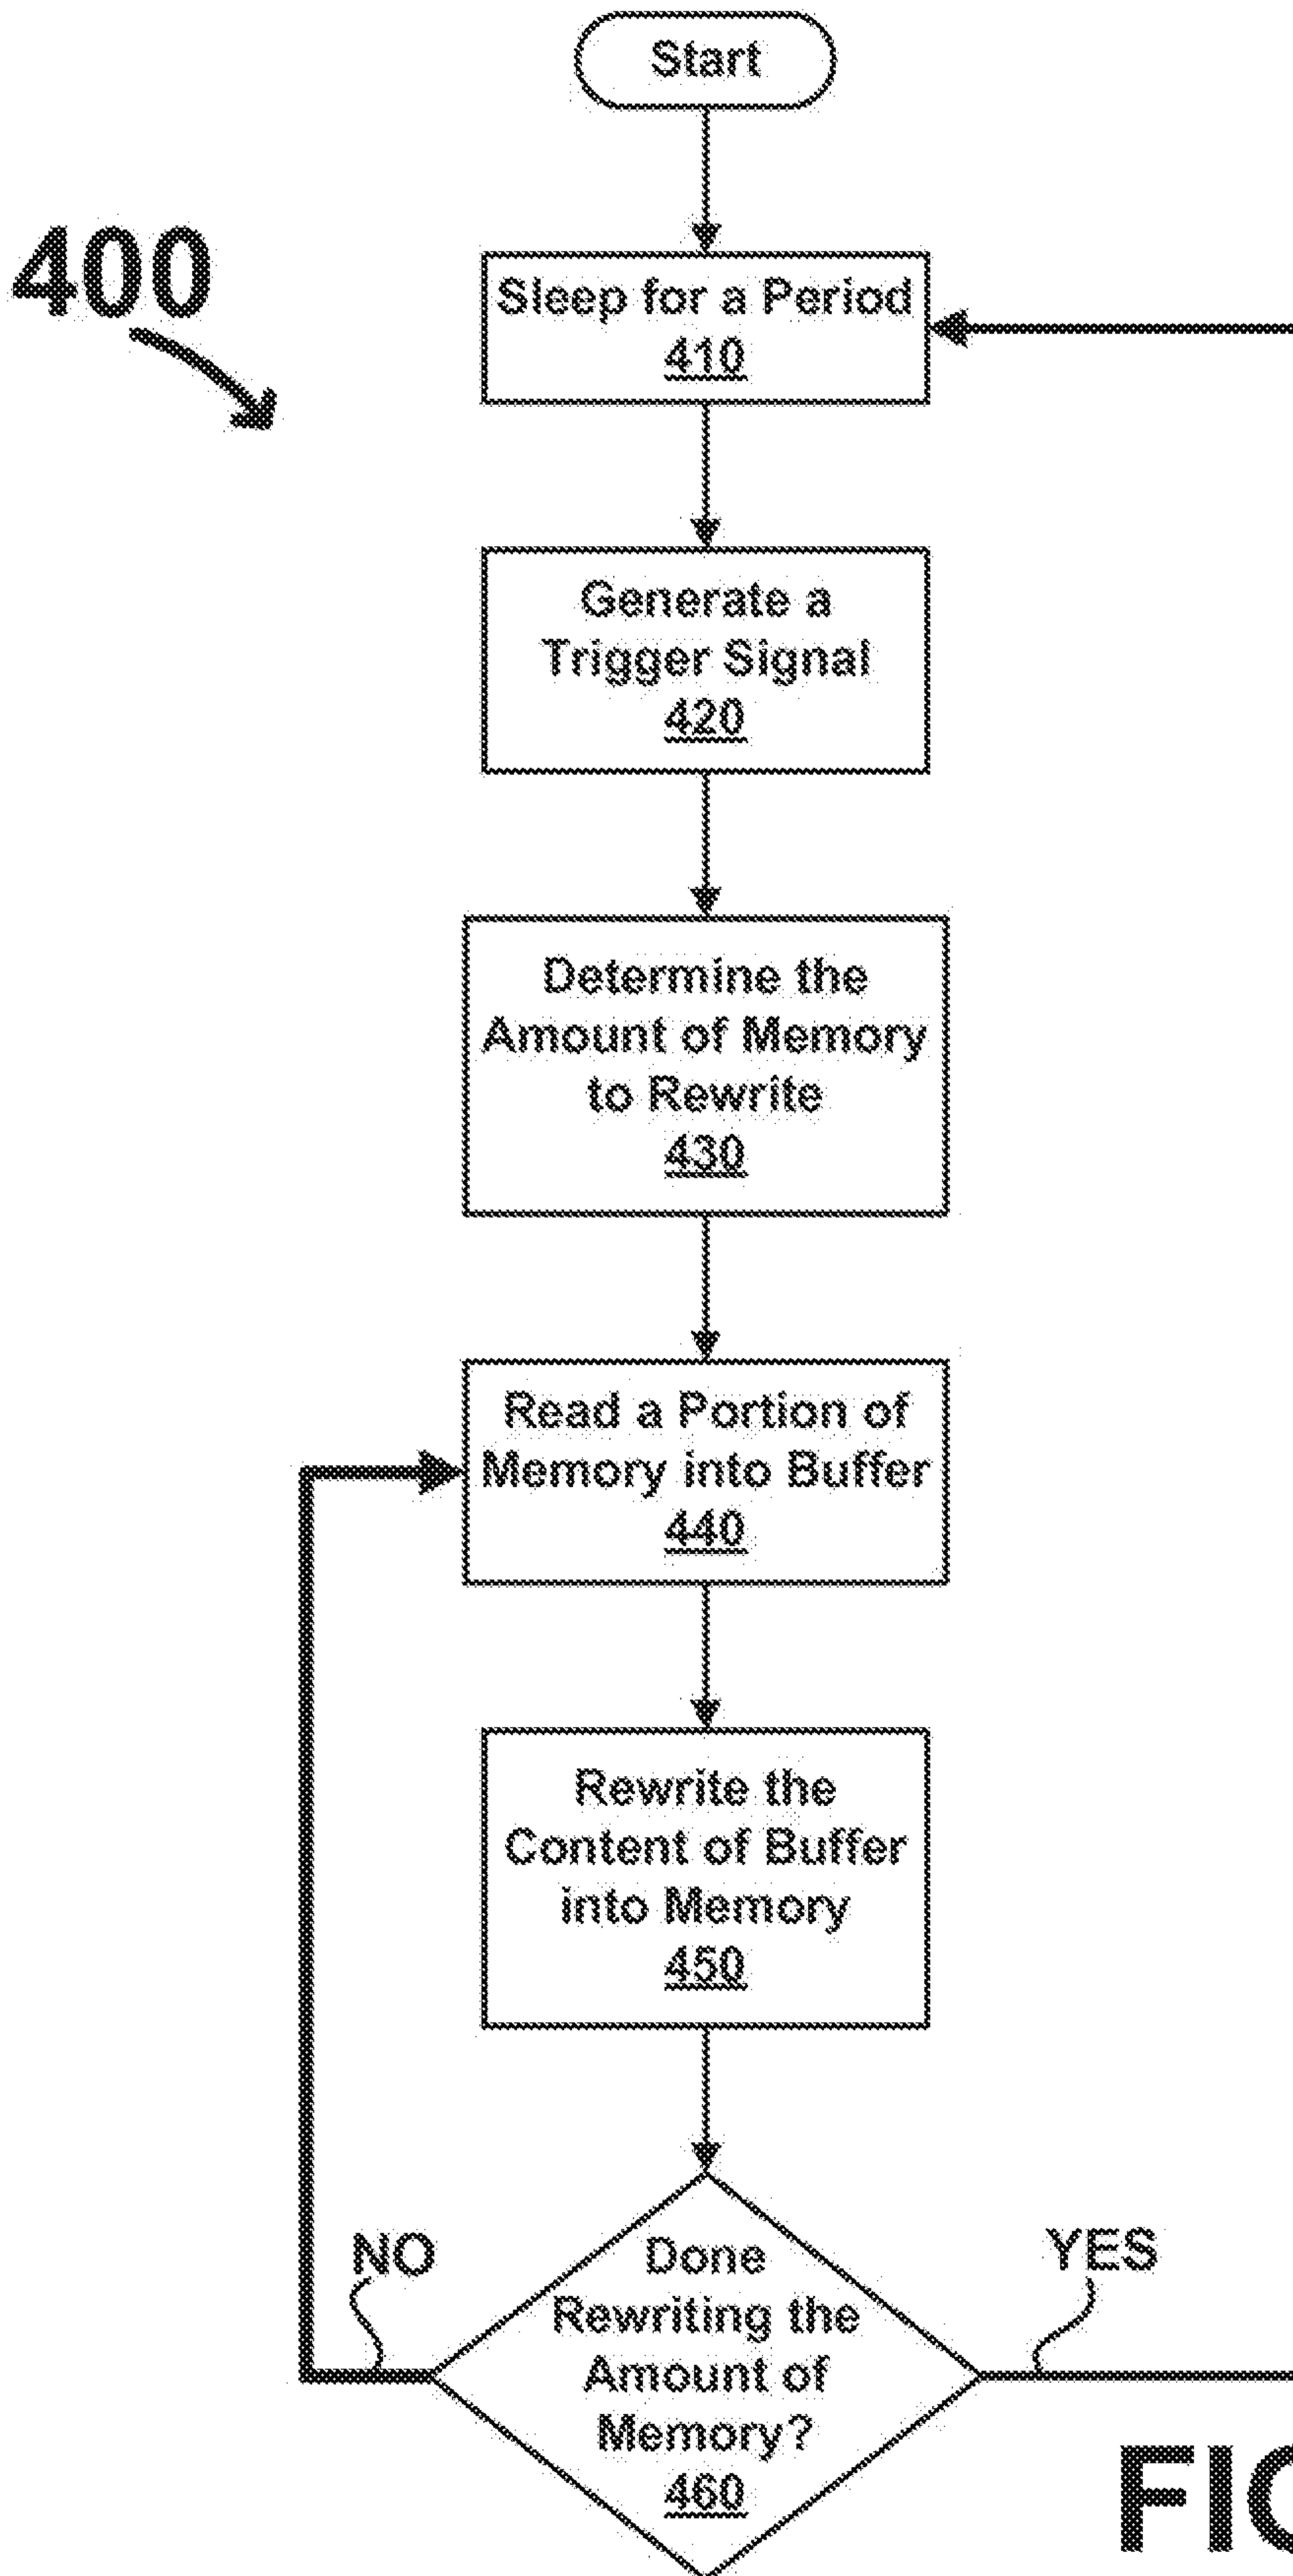 Start
400
Sleep for a Period
410
Generate a
Trigger Signal
420
Determine the
Amount of Memory
to Rewrite
430
Read a Portion of
Memory into Buffer
440
Rewrite the
Content of Buffer
into Memory
450
NO
YES
Done
Rewriting the
Amount of
Memory?
460